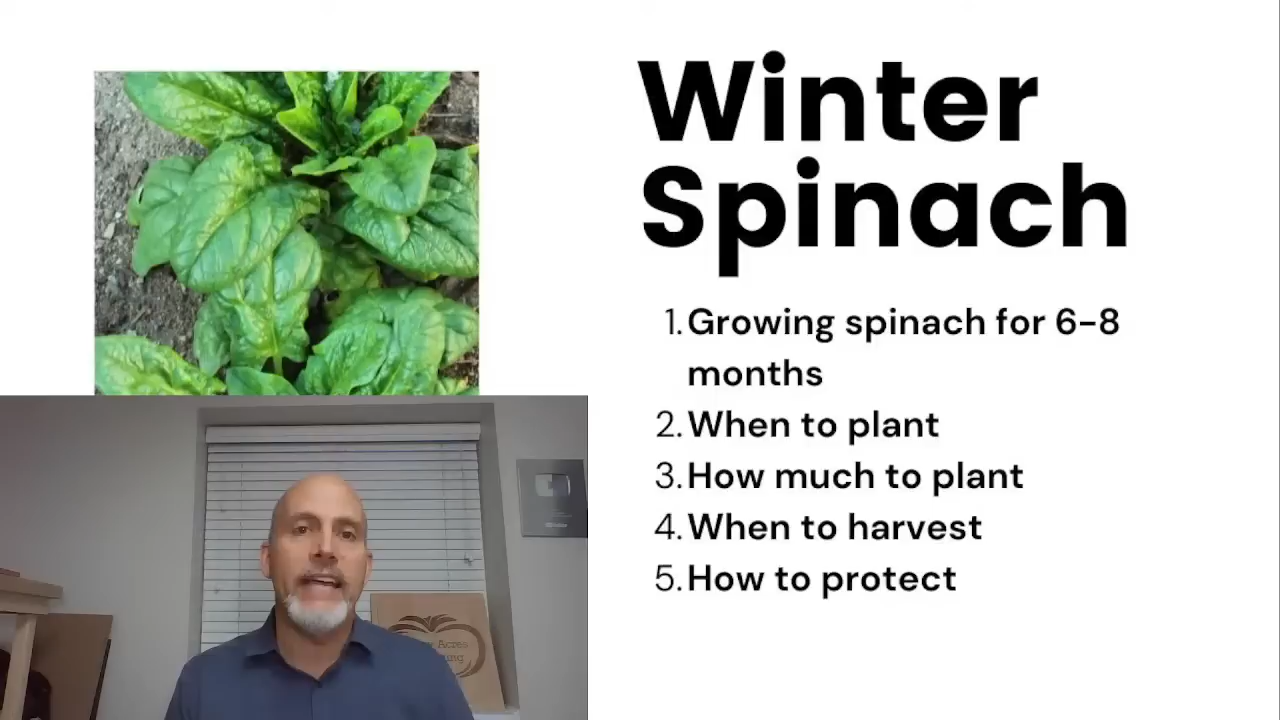 Winter
Spinach
1. Growing spinach for 6-8
months
2. When to plant
3. How much to plant
4. When to harvest
5. How to protect
Acres